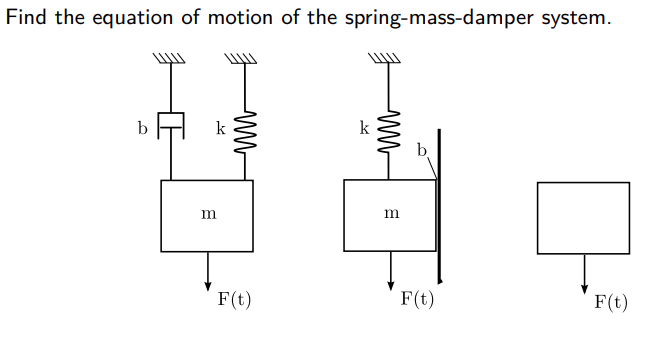 Find the equation of motion of the spring-mass-damper system.
b
k
k
b
m
m
F(t)
F(t)
F(t)